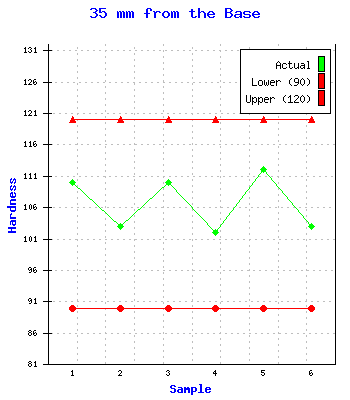 35 mm from the Base
Actual
Lower (90)
Upper (120)
131
126
121
116
111
106
101
96
91
86
81
Hardness
1 2 3 4 5 6
Sample